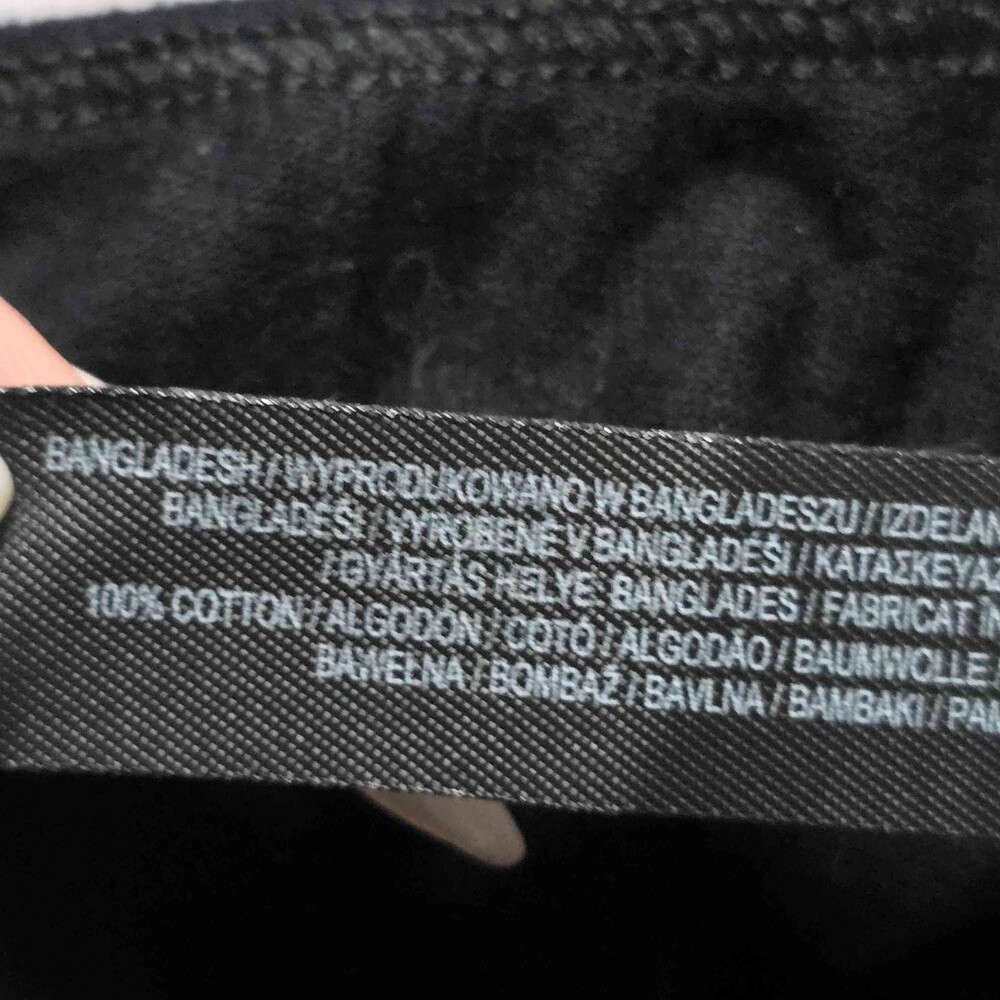 BANGLADESH / WYPRODUKOWANO W BANGLADESZU / IZDELAN
BANGLADÉŠI / VYROBENÉ V BANGLADÉŠI / ΚΑΤΑΣΚΕΥΑΖ
/ GYÁRTÁS HELYE: BANGLADES / FABRICAT ÎN
100% COTTON / ALGODÓN / COTÓ / ALGODÃO / BAUMWOLLE /
BAWEŁNA / BOMBAŽ / BAVLNA / ΒΑΜΒΑΚΙ / PAM